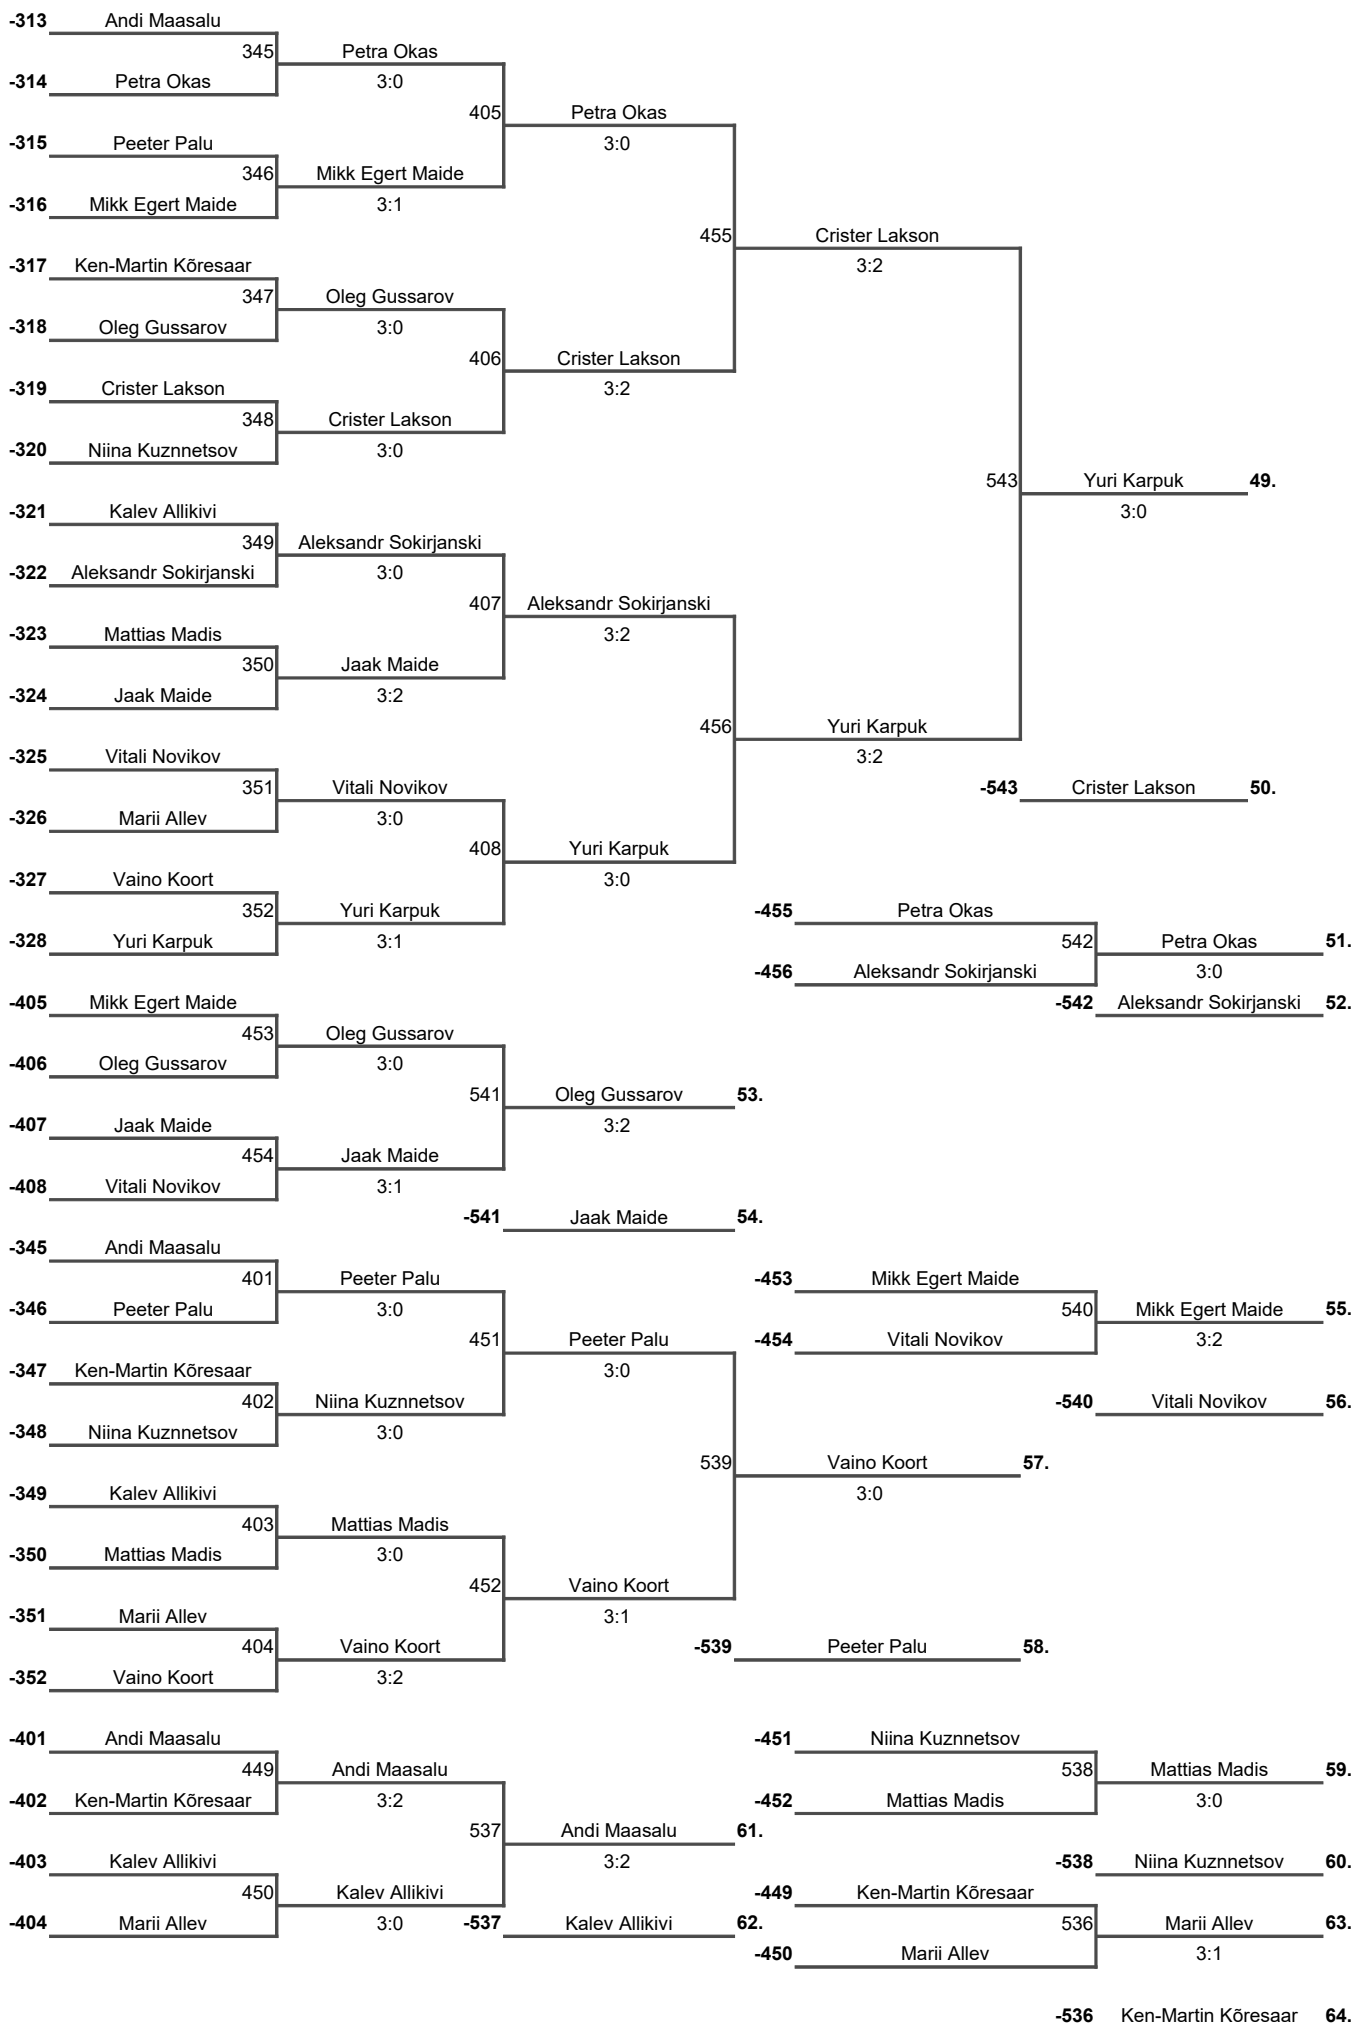 -313 Andi Maasalu
345 Petra Okas
-314 Petra Okas 3:0
405 Petra Okas
-315 Peeter Palu 3:0
346 Mikk Egert Maide
-316 Mikk Egert Maide 3:1
455 Crister Lakson
-317 Ken-Martin Kõresaar 3:2
347 Oleg Gussarov
-318 Oleg Gussarov 3:0
406 Crister Lakson
-319 Crister Lakson 3:2
348 Crister Lakson
-320 Niina Kuznnetsov 3:0
543 Yuri Karpuk 49.
-321 Kalev Allikivi 3:0
349 Aleksandr Sokirjanski
-322 Aleksandr Sokirjanski 3:0
407 Aleksandr Sokirjanski
-323 Mattias Madis 3:2
350 Jaak Maide
-324 Jaak Maide 3:2
456 Yuri Karpuk
-325 Vitali Novikov 3:2
351 Vitali Novikov -543 Crister Lakson 50.
-326 Marii Allev 3:0
408 Yuri Karpuk
-327 Vaino Koort 3:0
352 Yuri Karpuk -455 Petra Okas
-328 Yuri Karpuk 3:1 542 Petra Okas 51.
-456 Aleksandr Sokirjanski 3:0
-405 Mikk Egert Maide -542 Aleksandr Sokirjanski 52.
453 Oleg Gussarov
-406 Oleg Gussarov 3:0
541 Oleg Gussarov 53.
-407 Jaak Maide 3:2
454 Jaak Maide
-408 Vitali Novikov 3:1
-541 Jaak Maide 54.
-345 Andi Maasalu
401 Peeter Palu -453 Mikk Egert Maide
-346 Peeter Palu 3:0 540 Mikk Egert Maide 55.
451 Peeter Palu -454 Vitali Novikov 3:2
-347 Ken-Martin Kõresaar 3:0
402 Niina Kuznnetsov -540 Vitali Novikov 56.
-348 Niina Kuznnetsov 3:0
539 Vaino Koort 57.
-349 Kalev Allikivi 3:0
403 Mattias Madis
-350 Mattias Madis 3:0
452 Vaino Koort
-351 Marii Allev 3:1
404 Vaino Koort -539 Peeter Palu 58.
-352 Vaino Koort 3:2
-401 Andi Maasalu -451 Niina Kuznnetsov
449 Andi Maasalu 538 Mattias Madis 59.
-402 Ken-Martin Kõresaar 3:2 -452 Mattias Madis 3:0
537 Andi Maasalu 61.
-403 Kalev Allikivi 3:2 -538 Niina Kuznnetsov 60.
450 Kalev Allikivi -449 Ken-Martin Kõresaar
-404 Marii Allev 3:0 -537 Kalev Allikivi 62. 536 Marii Allev 63.
-450 Marii Allev 3:1
-536 Ken-Martin Kõresaar 64.